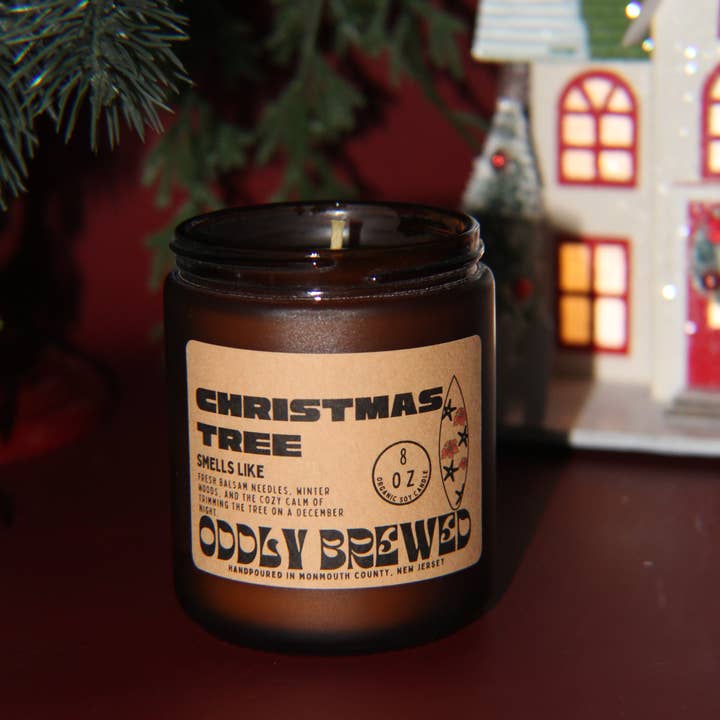 CHRISTMAS
TREE
SMELLS LIKE
FRESH BALSAM NEEDLES, WINTER
WOODS, AND THE COZY CALM OF
TRIMMING THE TREE ON A DECEMBER
NIGHT.
8
OZ
ORGANIC SOY CANDLE
ODDLY BREWED
HANDPOURED IN MONMOUTH COUNTY, NEW JERSEY